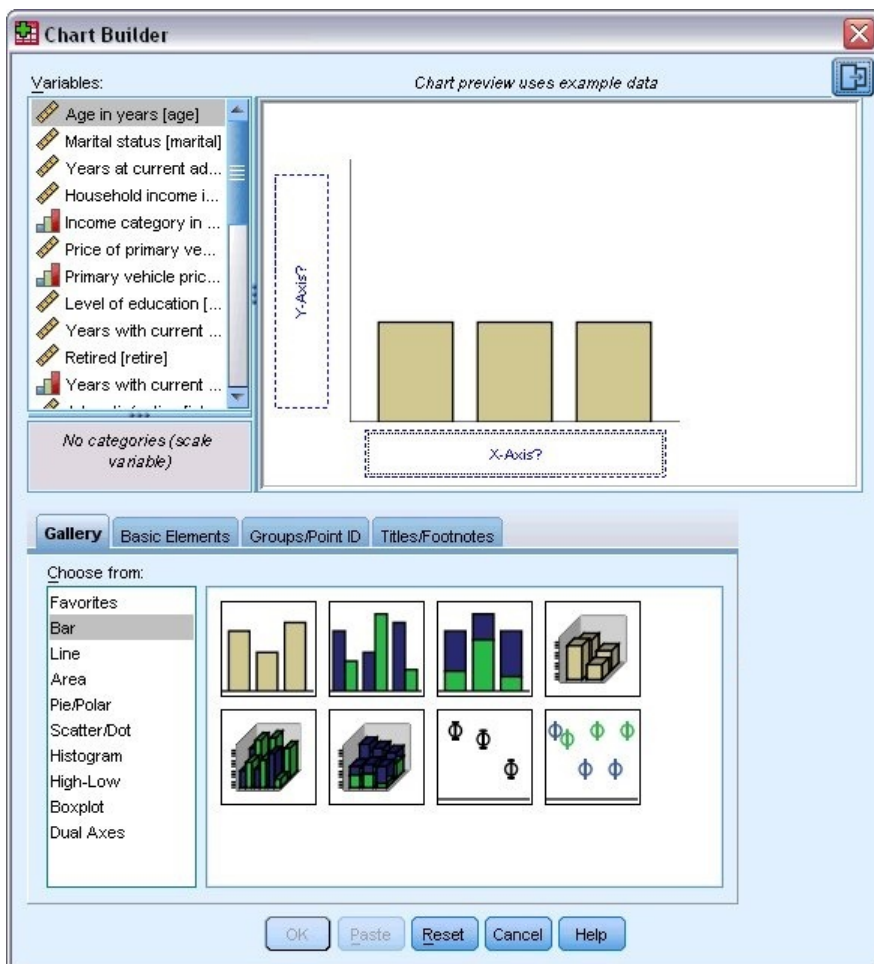 Chart Builder
Variables:
Chart preview uses example data
Age in years [age]
Marital status [marital]
Years at current ad...
Household income i...
Income category in ...
Price of primary ve...
Primary vehicle pric...
Level of education [...
Years with current ...
Retired [retire]
Years with current ...
No categories (scale
variable)
Y-Axis?
X-Axis?
Gallery
Basic Elements
Groups/Point ID
Titles/Footnotes
Choose from:
Favorites
Bar
Line
Area
Pie/Polar
Scatter/Dot
Histogram
High-Low
Boxplot
Dual Axes
OK
Paste
Reset
Cancel
Help